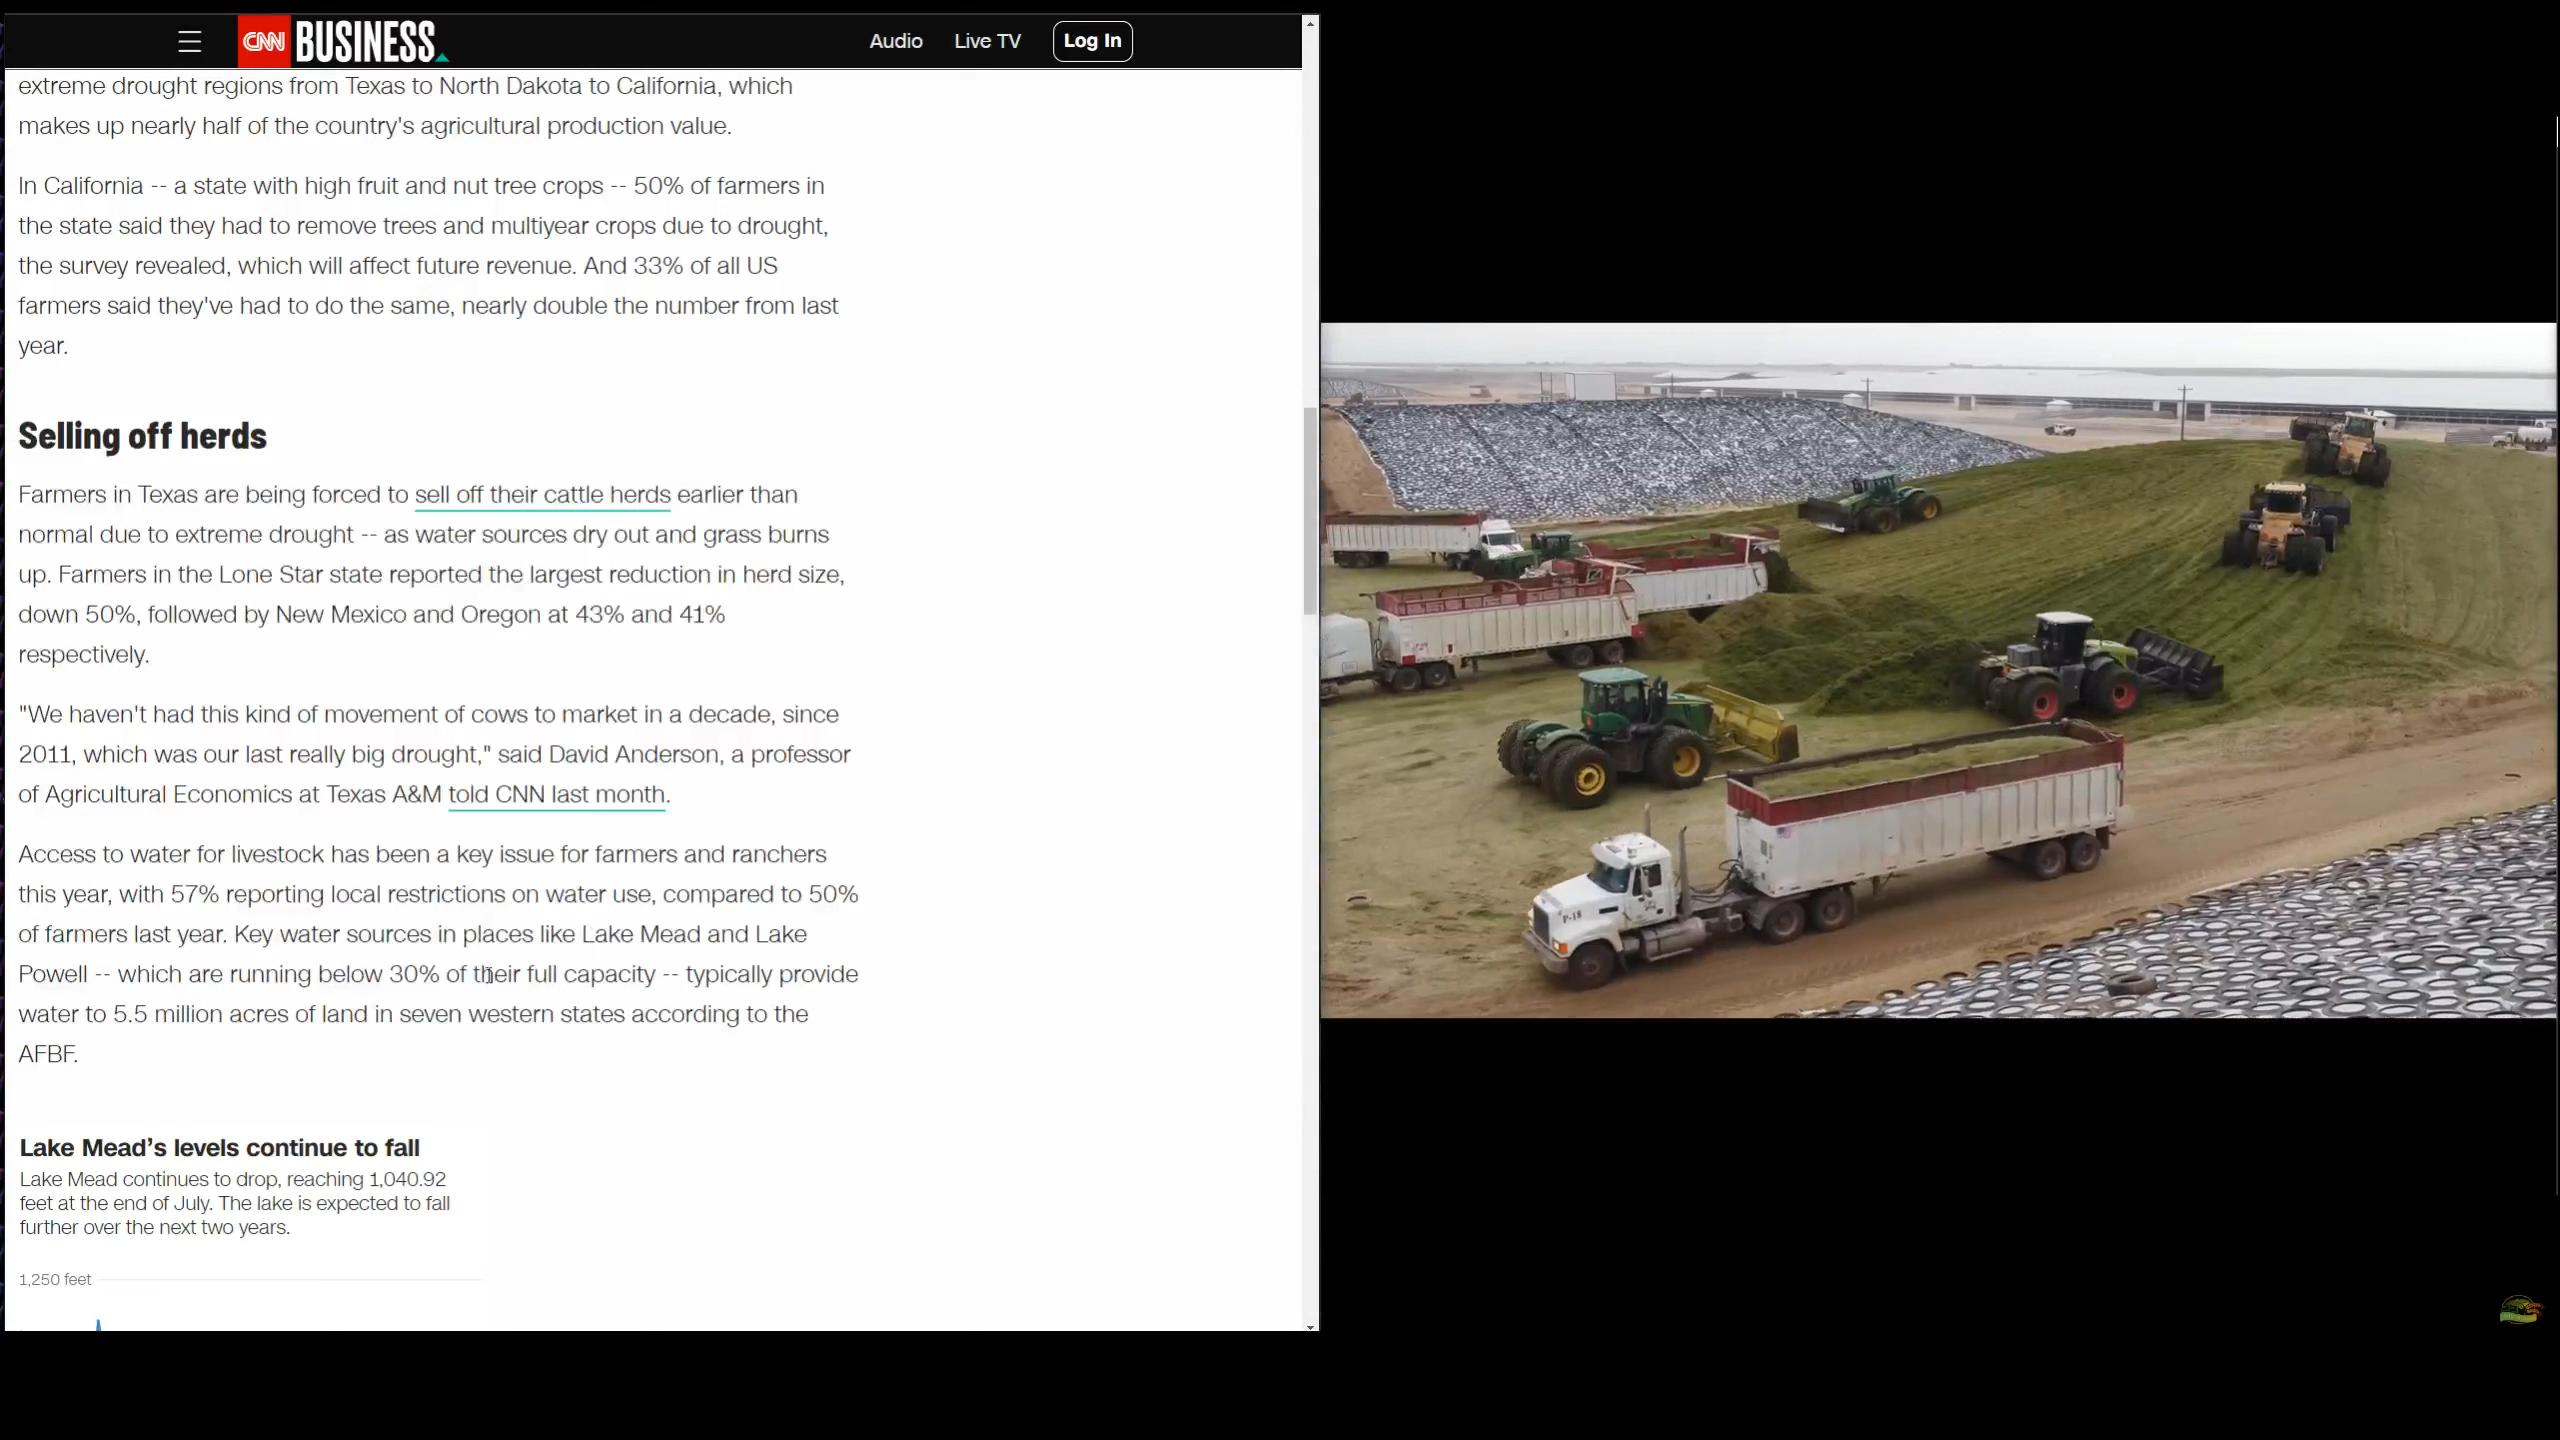 CNN BUSINESS
Audio
Live TV
Log In
extreme drought regions from Texas to North Dakota to California, which
makes up nearly half of the country's agricultural production value.
In California -- a state with high fruit and nut tree crops -- 50% of farmers in
the state said they had to remove trees and multiyear crops due to drought,
the survey revealed, which will affect future revenue. And 33% of all US
farmers said they've had to do the same, nearly double the number from last
year.
Selling off herds
Farmers in Texas are being forced to sell off their cattle herds earlier than
normal due to extreme drought -- as water sources dry out and grass burns
up. Farmers in the Lone Star state reported the largest reduction in herd size,
down 50%, followed by New Mexico and Oregon at 43% and 41%
respectively.
"We haven't had this kind of movement of cows to market in a decade, since
2011, which was our last really big drought," said David Anderson, a professor
of Agricultural Economics at Texas A&M told CNN last month.
Access to water for livestock has been a key issue for farmers and ranchers
this year, with 57% reporting local restrictions on water use, compared to 50%
of farmers last year. Key water sources in places like Lake Mead and Lake
Powell -- which are running below 30% of their full capacity -- typically provide
water to 5.5 million acres of land in seven western states according to the
AFBF.
Lake Mead’s levels continue to fall
Lake Mead continues to drop, reaching 1,040.92
feet at the end of July. The lake is expected to fall
further over the next two years.
1,250 feet
P-18